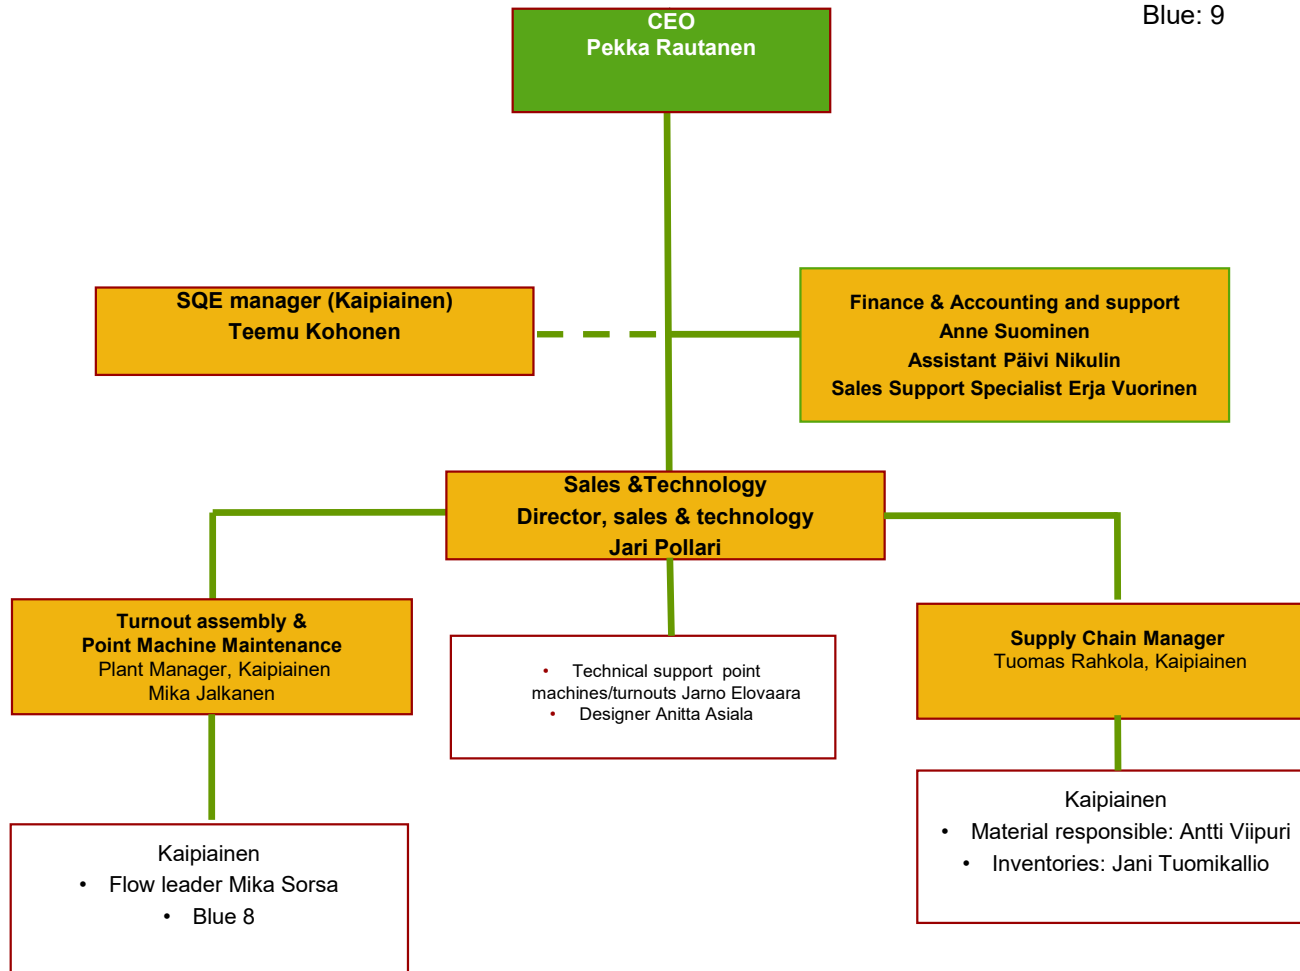 Blue: 9
CEO
Pekka Rautanen
SQE manager (Kaipiainen)
Teemu Kohonen
Finance & Accounting and support
Anne Suominen
Assistant Päivi Nikulin
Sales Support Specialist Erja Vuorinen
Sales &Technology
Director, sales & technology
Jari Pollari
Turnout assembly &
Point Machine Maintenance
Plant Manager, Kaipiainen
Mika Jalkanen
• Technical support point
machines/turnouts Jarno Elovaara
• Designer Anitta Asiala
Supply Chain Manager
Tuomas Rahkola, Kaipiainen
Kaipiainen
• Flow leader Mika Sorsa
• Blue 8
Kaipiainen
• Material responsible: Antti Viipuri
• Inventories: Jani Tuomikallio